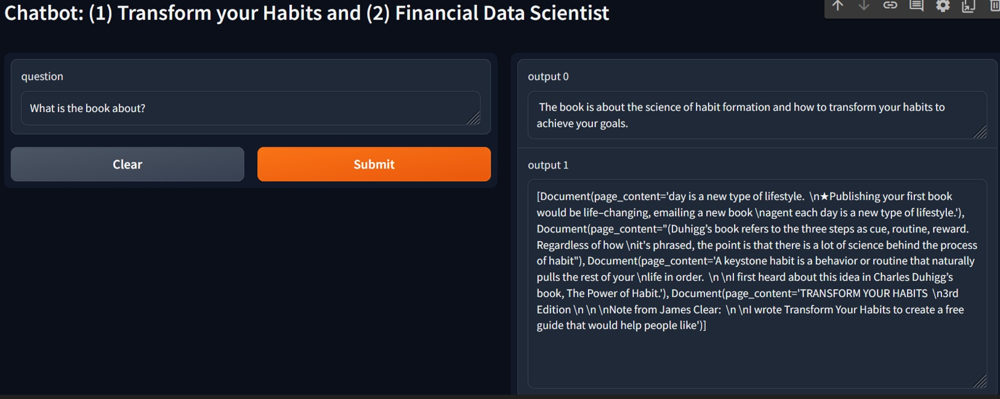 Chatbot: (1) Transform your Habits and (2) Financial Data Scientist
question
What is the book about?
Clear
Submit
output 0
The book is about the science of habit formation and how to transform your habits to
achieve your goals.
output 1
[Document(page_content='day is a new type of lifestyle.  \n★Publishing your first book
would be life–changing, emailing a new book \nagent each day is a new type of lifestyle.'),
Document(page_content="(Duhigg’s book refers to the three steps as cue, routine, reward.
Regardless of how \nit's phrased, the point is that there is a lot of science behind the process
of habit"), Document(page_content='A keystone habit is a behavior or routine that naturally
pulls the rest of your \nlife in order.  \n \nI first heard about this idea in Charles Duhigg’s
book, The Power of Habit.'), Document(page_content='TRANSFORM YOUR HABITS  \n3rd
Edition \n \n \nNote from James Clear:  \n \nI wrote Transform Your Habits to create a free
guide that would help people like')]